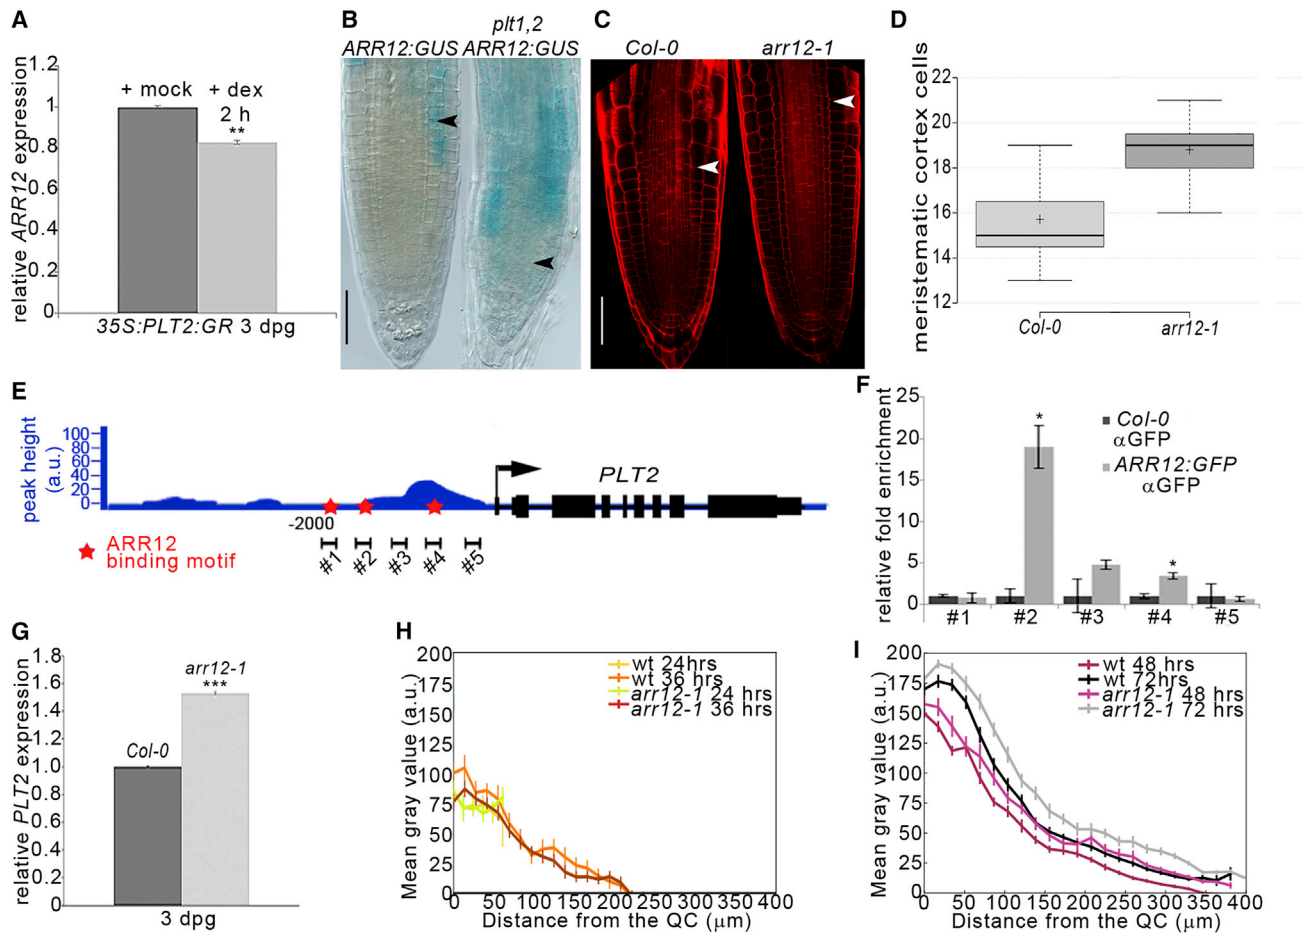 A
relative ARR12 expression
1.2
1
0.8
0.6
0.4
0.2
0
+ mock
+ dex
2 h
**
35S:PLT2:GR 3 dpg
B
plt1,2
ARR12:GUS
ARR12:GUS
C
Col-0
arr12-1
D
meristematic cortex cells
22
20
19
18
16
14
12
Col-0
arr12-1
E
peak height
(a.u.)
100
80
60
40
20
0
PLT2
-2000
ARR12
binding motif
#1
#2
#3
#4
#5
F
relative fold enrichment
25
20
15
10
5
0
*
*
Col-0
αGFP
ARR12:GFP
αGFP
#1
#2
#3
#4
#5
G
relative PLT2 expression
1.8
1.6
1.4
1.2
1.0
0.8
0.6
0.4
0.2
0
Col-0
arr12-1
***
3 dpg
H
Mean gray value (a.u.)
200
175
150
125
100
75
50
25
0
wt 24hrs
wt 36 hrs
arr12-1 24 hrs
arr12-1 36 hrs
0
50
100
150
200
250
300
350
400
Distance from the QC (μm)
I
Mean gray value (a.u.)
200
175
150
125
100
75
50
25
0
wt 48 hrs
wt 72hrs
arr12-1 48 hrs
arr12-1 72 hrs
0
50
100
150
200
250
300
350
400
Distance from the QC (μm)